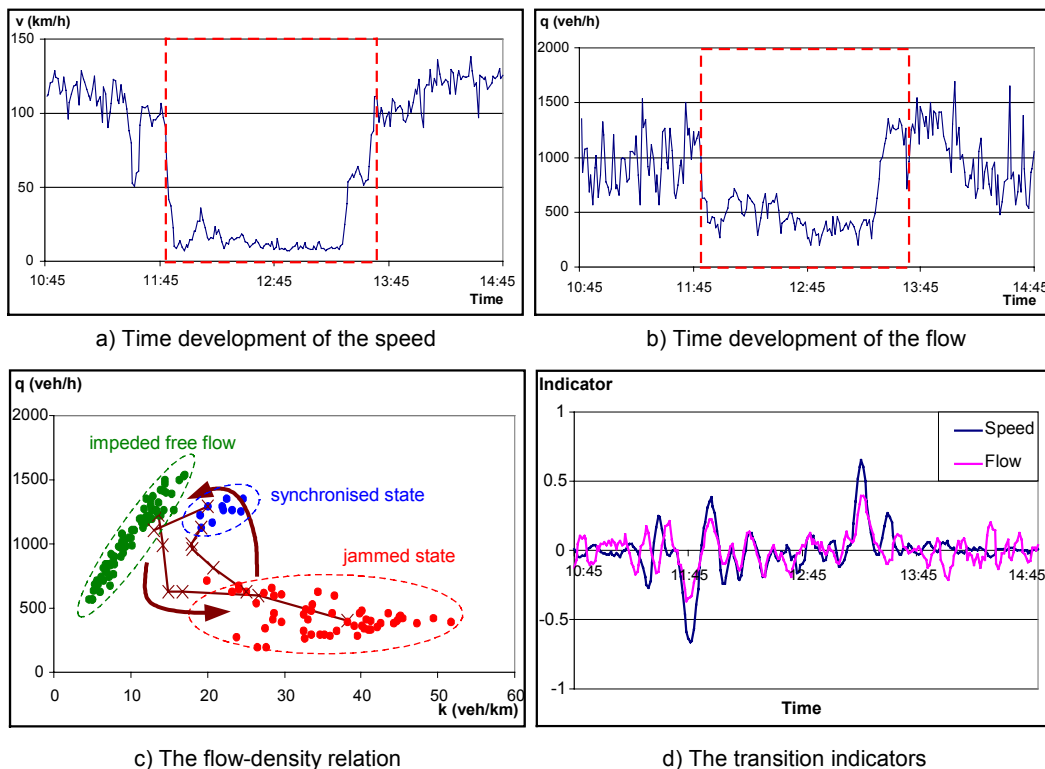 v (km/h)
150
100
50
0
10:45 11:45 12:45 13:45 14:45
Time
a) Time development of the speed
q (veh/h)
2000
1500
1000
500
0
10:45 11:45 12:45 13:45 14:45
Time
b) Time development of the flow
q (veh/h)
2000
1500
1000
500
0
0 10 20 30 40 50 60
k (veh/km)
impeded free flow
synchronised state
jammed state
c) The flow-density relation
Indicator
1
0.5
0
-0.5
-1
10:45 11:45 12:45 13:45 14:45
Time
Speed
Flow
d) The transition indicators